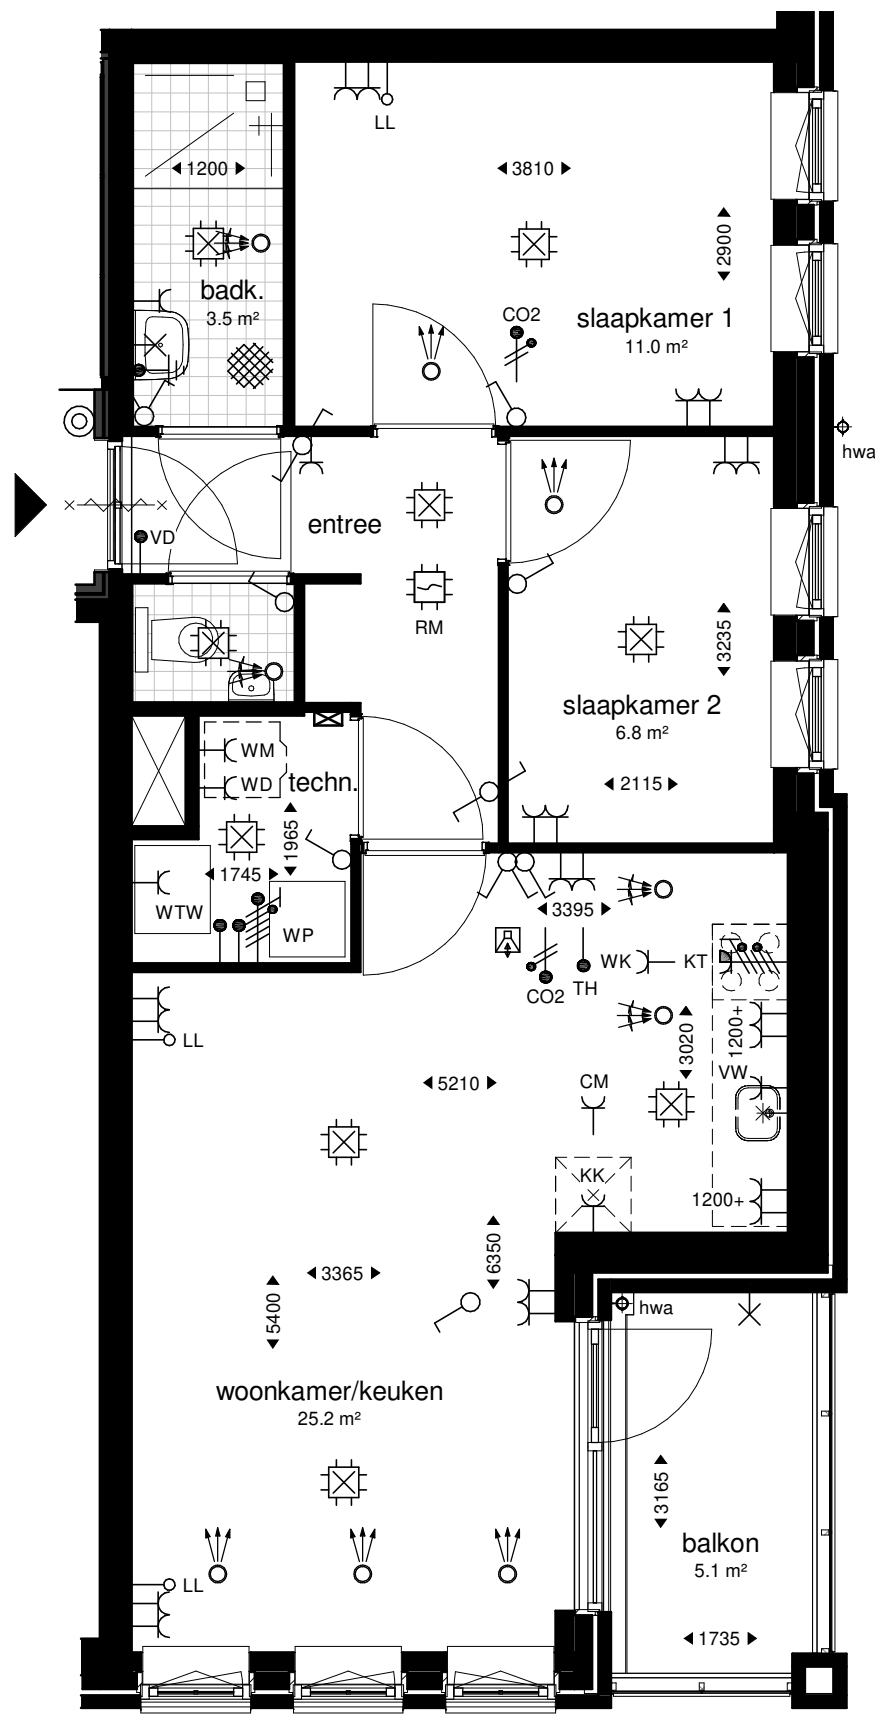 LL
1200
3810
2900
badk.
3.5 m²
CO2
slaapkamer 1
11.0 m²
hwa
entree
VD
RM
3235
slaapkamer 2
6.8 m²
2115
WM
WD
techn.
1965
1745
WTW
WP
3395
WK
KT
CO2
TH
LL
1200+
3020
VW
5210
CM
KK
1200+
6350
3365
5400
hwa
woonkamer/keuken
25.2 m²
3165
balkon
5.1 m²
LL
1735